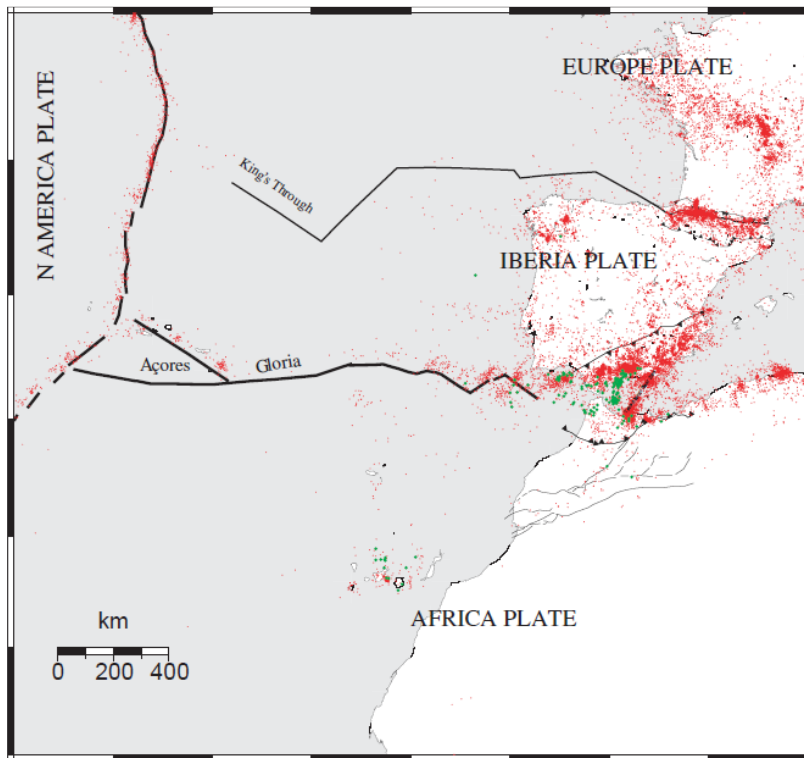 EUROPE PLATE
N AMERICA PLATE
King's Through
IBERIA PLATE
Açores
Gloria
AFRICA PLATE
km
0 200 400